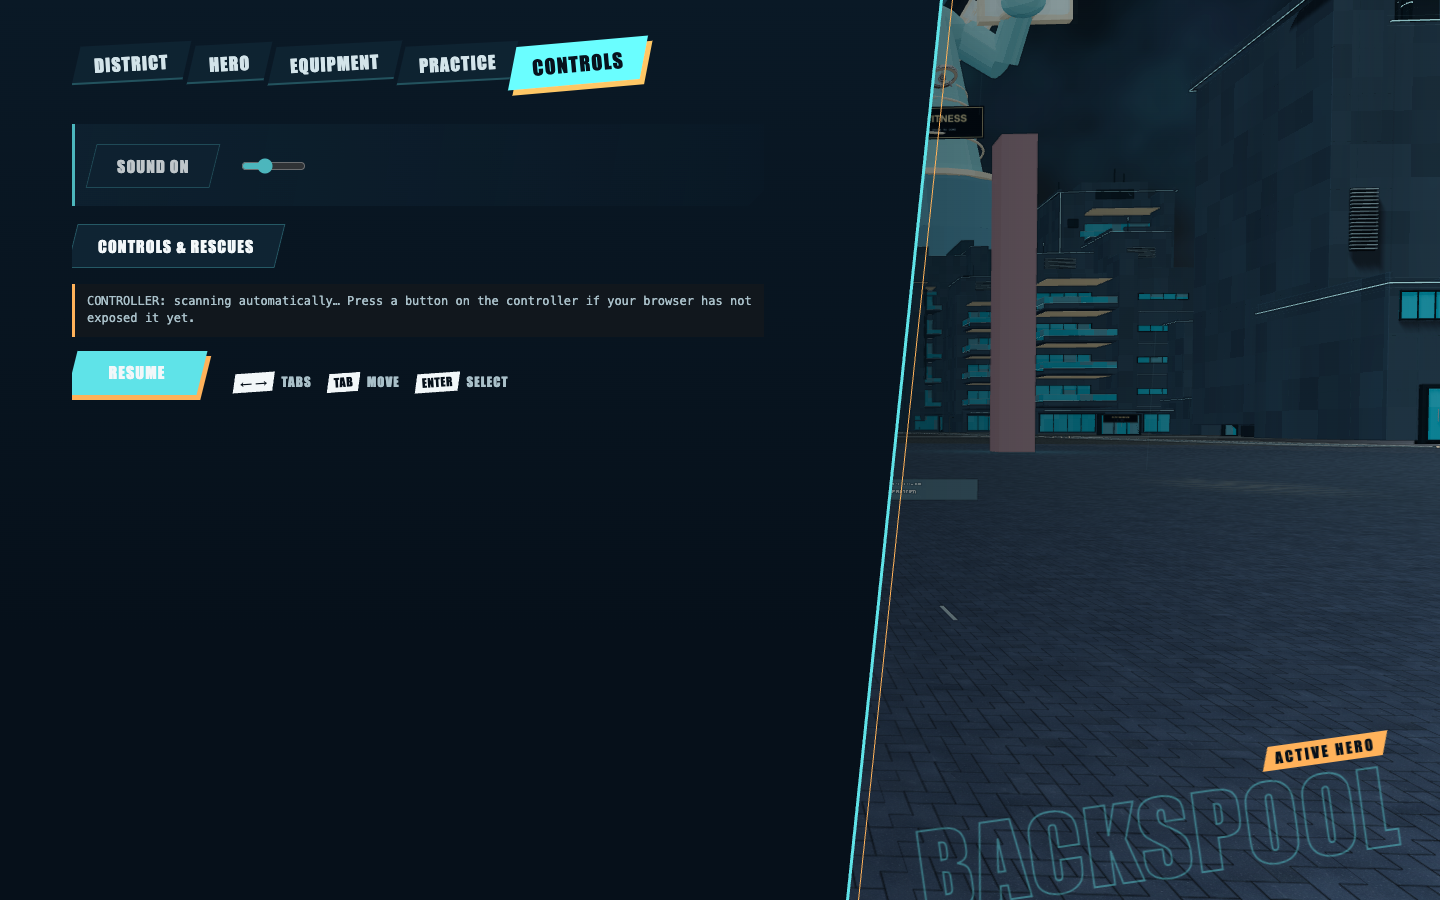 DISTRICT
HERO
EQUIPMENT
PRACTICE
CONTROLS
SOUND ON
CONTROLS & RESCUES
CONTROLLER: scanning automatically… Press a button on the controller if your browser has not
exposed it yet.
RESUME
←→ TABS
TAB MOVE
ENTER SELECT
ACTIVE HERO
BACKSPOOL